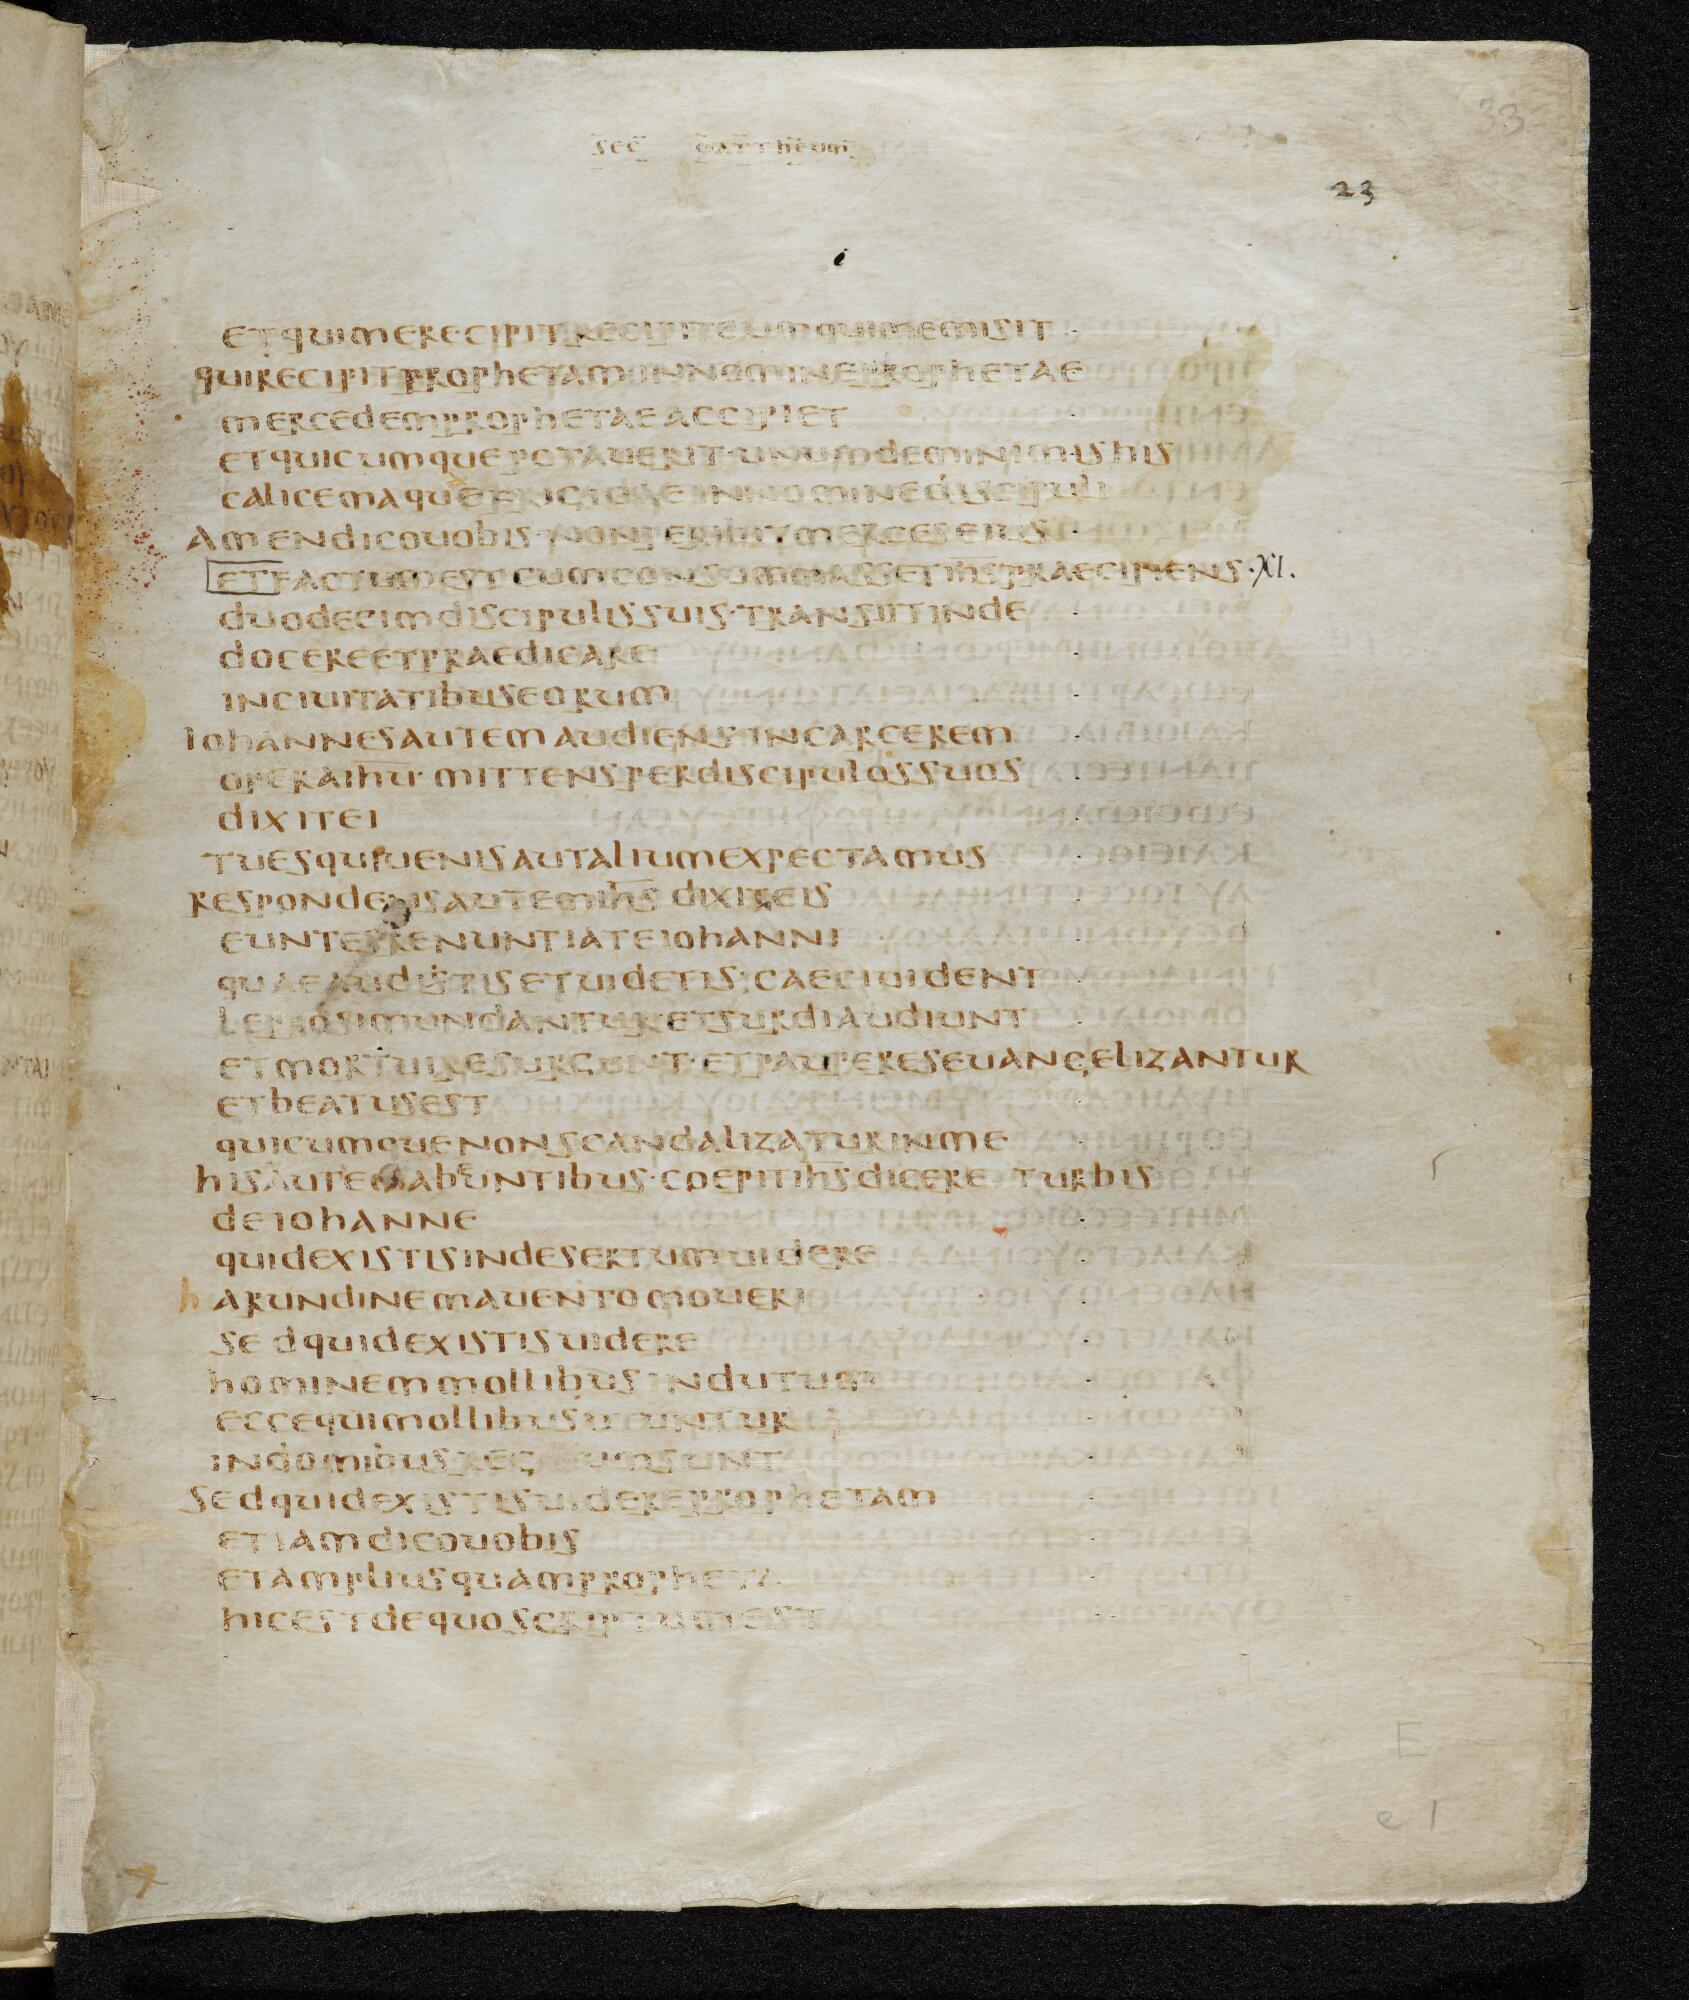 33
sec mattheum
23
i
et qui me recipit recipit eum qui me misit
qui recipit prophetam in nomine prophetae
mercedem prophetae accipiet
et quicumque potauerit· unum de minimis his
calice maquae frigidae in nomine discipuli
Amen dico uobis· non peribit merces eius
et factum est cum consummasset ihs praecipiens ·XI.
duodecim discipulis suis· transiit inde
docere et praedicare
in ciuitatibus eorum
Iohannes autem audiens· in carcerem
opera ihu· mittens per discipulos suos
dixit ei
tu es qui uenis aut alium expectamus
respondens autem ihs dixit eis
euntes renuntiate iohanni
quae audistis et uidetis· caeci uident
leprosi mundantur· et surdi audiunt
et mortui resurgunt· et pauperes euangelizantur
et beatus est
quicumque non scandalizatur in me
his autem abeuntibus· coepit ihs dicere turbis
de iohanne
quid existis in desertum uidere
h arundinem a uento moueri
sed quid existis uidere
hominem mollibus indutum
ecce qui mollibus utuntur
in domibus regum sunt
Sed quid existis uidere prophetam
etiam dico uobis
et amplius quam propheta
hic est de quo scriptum est
E
e 1